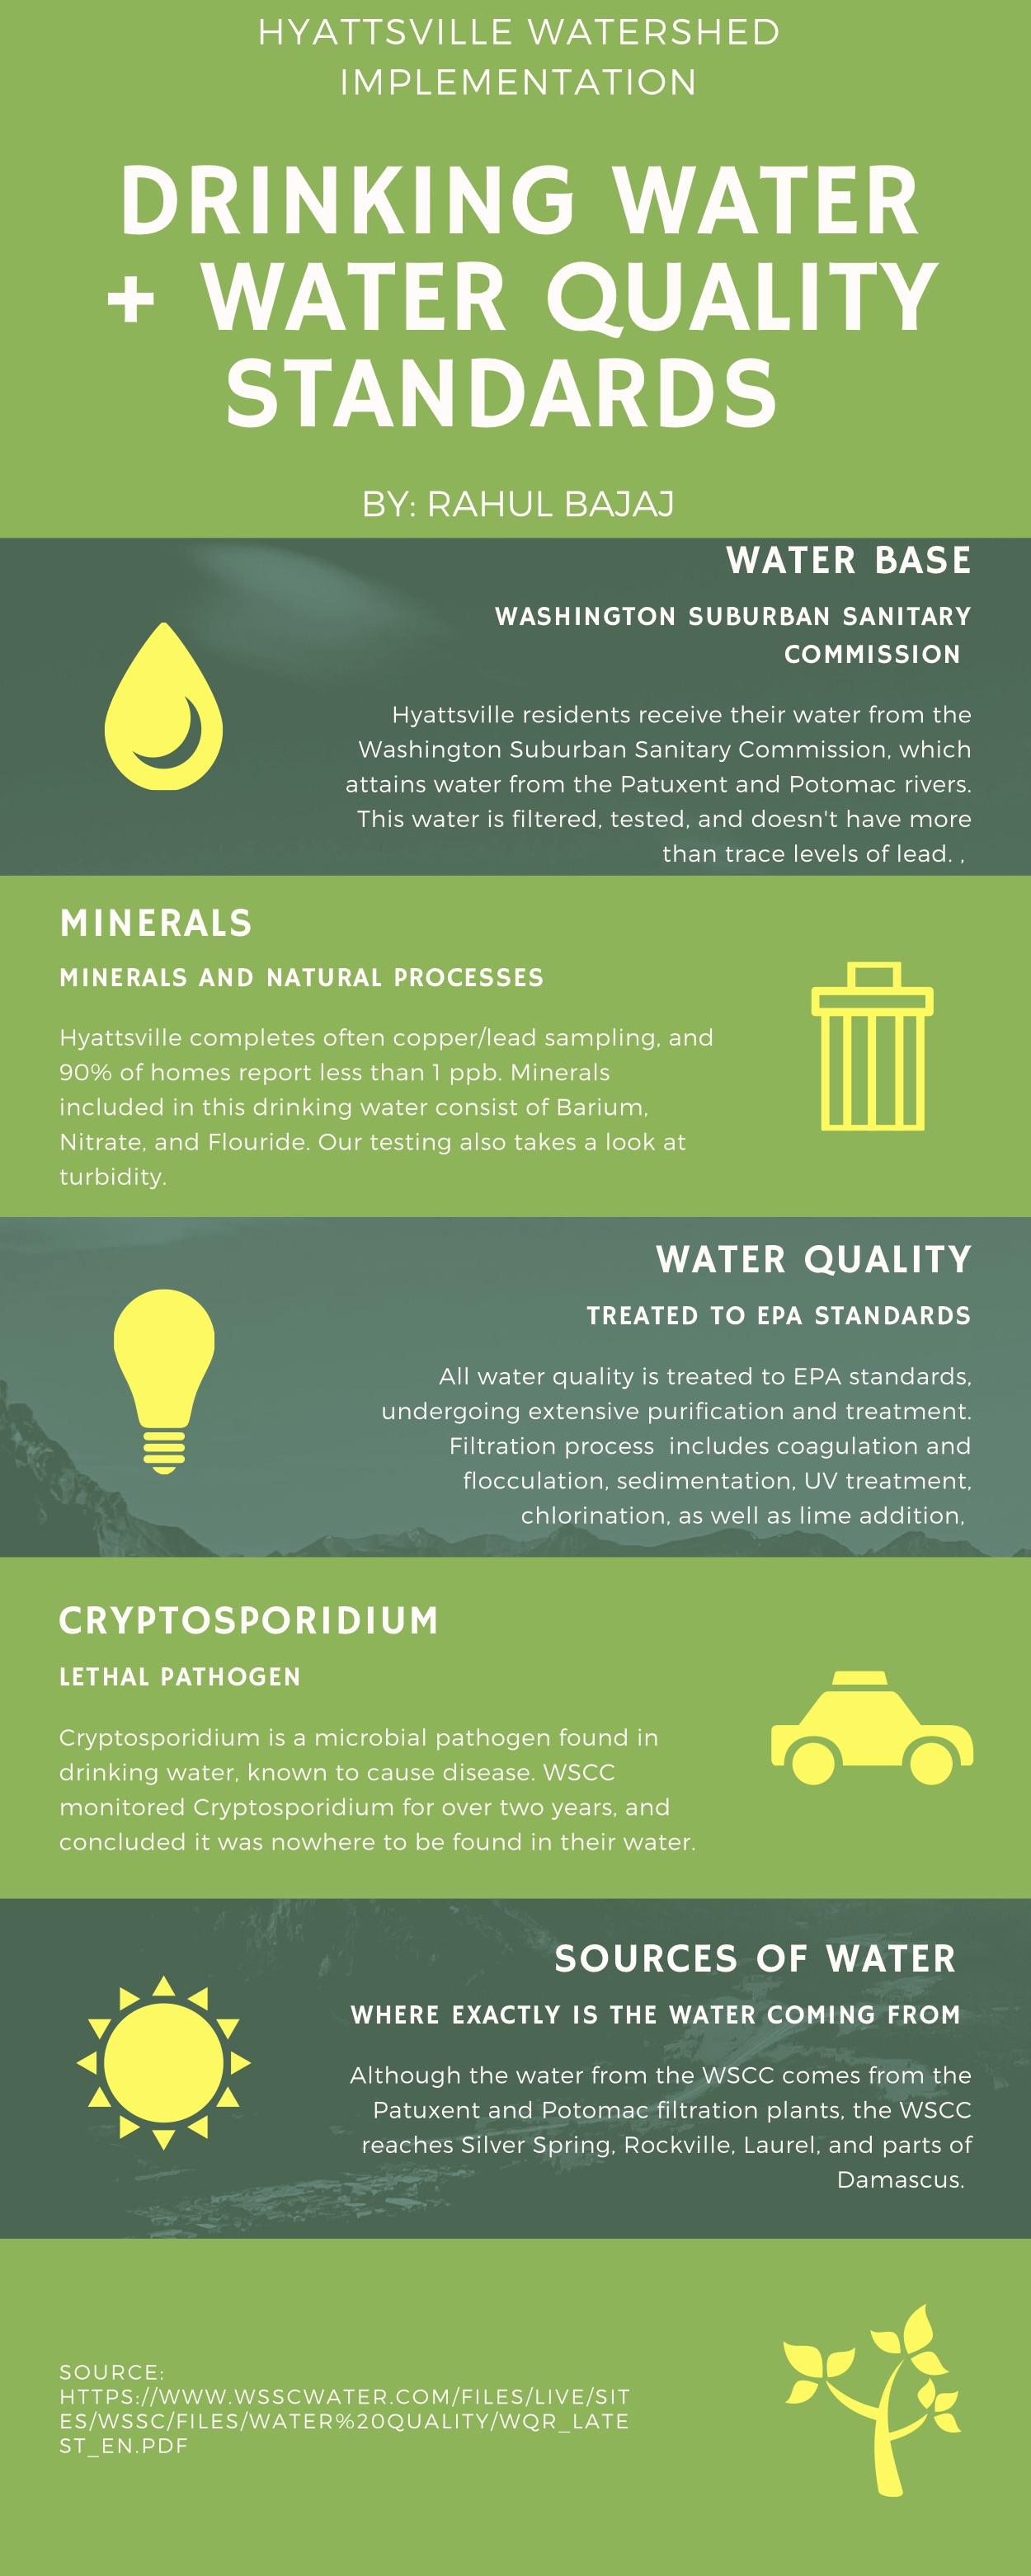 HYATTSVILLE WATERSHED
IMPLEMENTATION
DRINKING WATER
+ WATER QUALITY
STANDARDS
BY: RAHUL BAJAJ
WATER BASE
WASHINGTON SUBURBAN SANITARY
COMMISSION
Hyattsville residents receive their water from the
Washington Suburban Sanitary Commission, which
attains water from the Patuxent and Potomac rivers.
This water is filtered, tested, and doesn't have more
than trace levels of lead. ,
MINERALS
MINERALS AND NATURAL PROCESSES
Hyattsville completes often copper/lead sampling, and
90% of homes report less than 1 ppb. Minerals
included in this drinking water consist of Barium,
Nitrate, and Flouride. Our testing also takes a look at
turbidity.
WATER QUALITY
TREATED TO EPA STANDARDS
All water quality is treated to EPA standards,
undergoing extensive purification and treatment.
Filtration process  includes coagulation and
flocculation, sedimentation, UV treatment,
chlorination, as well as lime addition,
CRYPTOSPORIDIUM
LETHAL PATHOGEN
Cryptosporidium is a microbial pathogen found in
drinking water, known to cause disease. WSCC
monitored Cryptosporidium for over two years, and
concluded it was nowhere to be found in their water.
SOURCES OF WATER
WHERE EXACTLY IS THE WATER COMING FROM
Although the water from the WSCC comes from the
Patuxent and Potomac filtration plants, the WSCC
reaches Silver Spring, Rockville, Laurel, and parts of
Damascus.
SOURCE:
HTTPS://WWW.WSSCWATER.COM/FILES/LIVE/SIT
ES/WSSC/FILES/WATER%20QUALITY/WQR_LATE
ST_EN.PDF